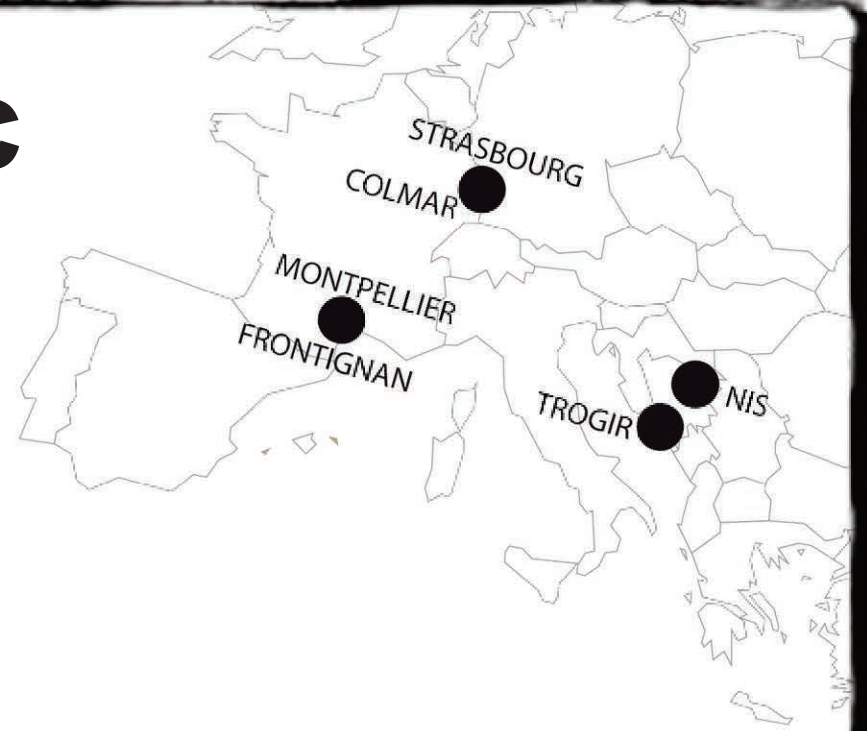 STRASBOURG
COLMAR
MONTPELLIER
FRONTIGNAN
NIS
TROGIR